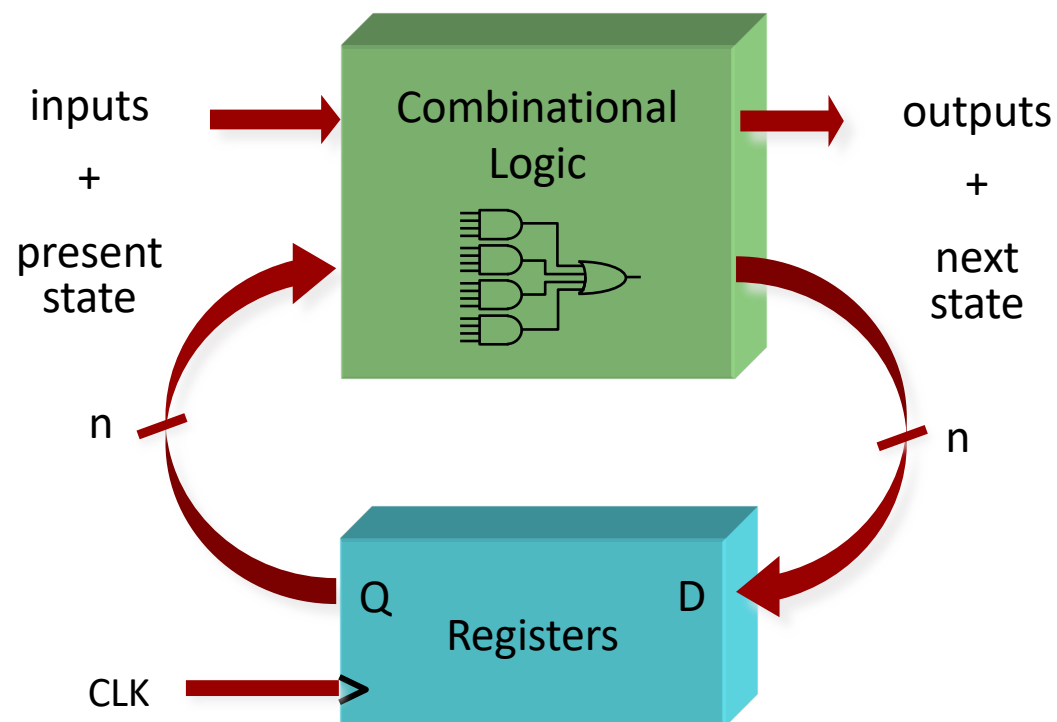 inputs
+
present
state
n
Combinational
Logic
outputs
+
next
state
n
Q
D
Registers
CLK